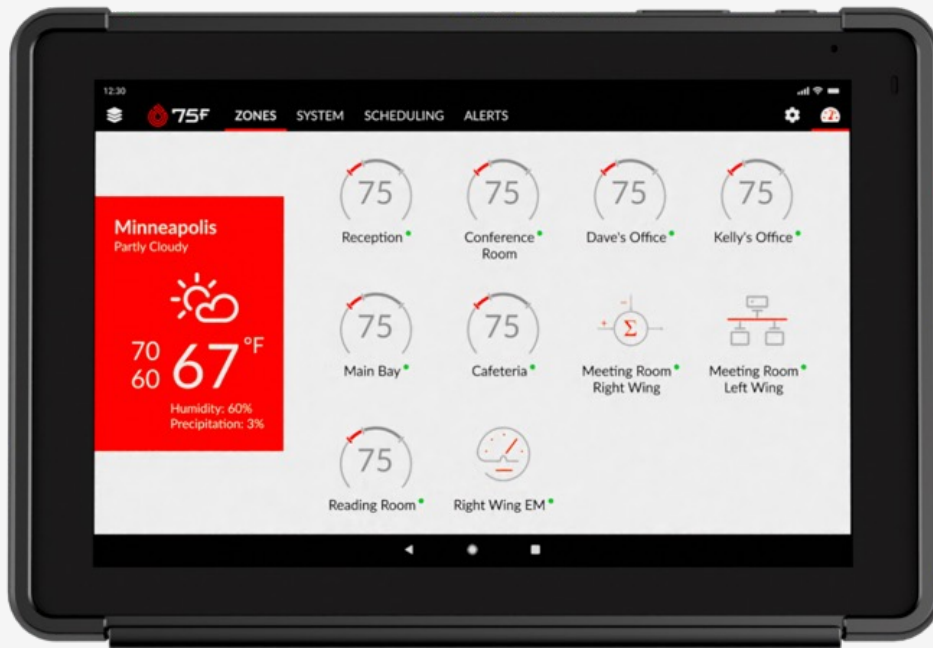 12:30
75F ZONES SYSTEM SCHEDULING ALERTS
Minneapolis
Partly Cloudy
70
60
67°F
Humidity: 60%
Precipitation: 3%
75 75 75 75
Reception Conference Room Dave's Office Kelly's Office
75 75 Σ
Main Bay Cafeteria Meeting Room Right Wing Meeting Room Left Wing
75
Reading Room Right Wing EM